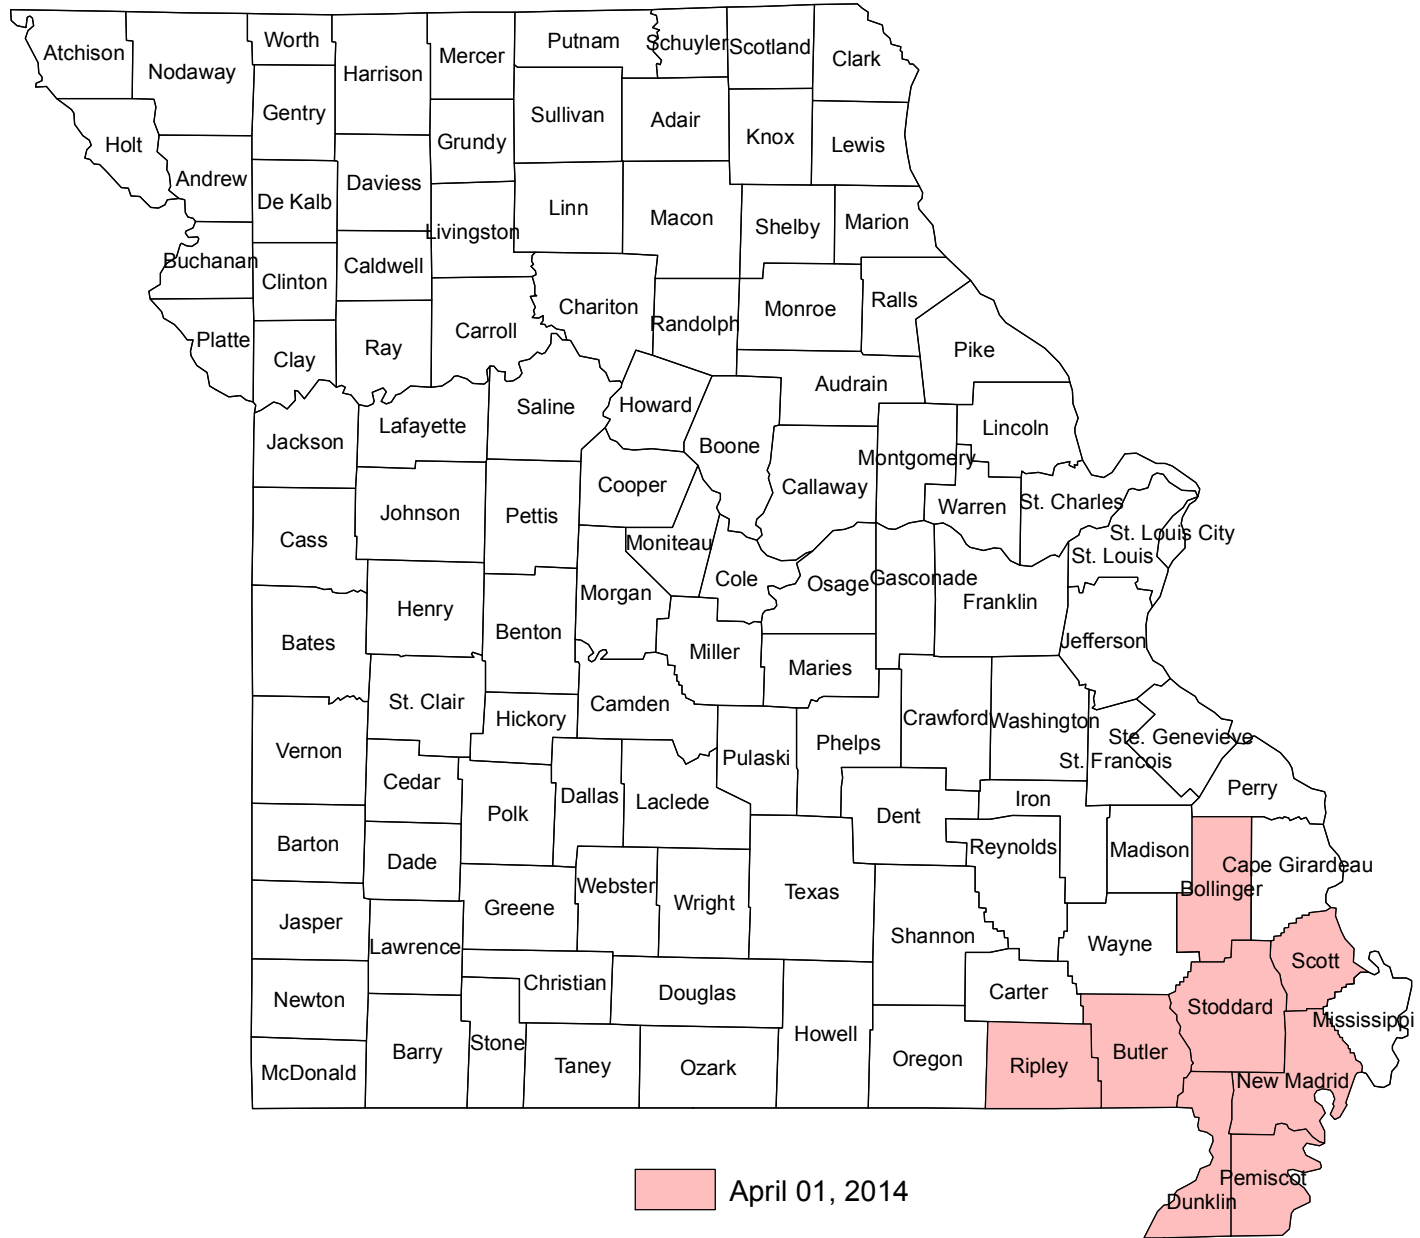 Atchison
Nodaway
Worth
Harrison
Mercer
Putnam
Schuyler
Scotland
Clark
Gentry
Sullivan
Adair
Knox
Lewis
Holt
Grundy
Andrew
De Kalb
Daviess
Linn
Macon
Shelby
Marion
Livingston
Buchanan
Clinton
Caldwell
Chariton
Randolph
Monroe
Ralls
Platte
Clay
Ray
Carroll
Pike
Audrain
Saline
Howard
Jackson
Lafayette
Boone
Lincoln
Montgomery
Cooper
Callaway
Warren
St. Charles
Johnson
Pettis
Cass
Moniteau
St. Louis City
St. Louis
Cole
Osage
Gasconade
Franklin
Morgan
Henry
Benton
Bates
Miller
Maries
Jefferson
St. Clair
Hickory
Camden
Crawford
Washington
Ste. Genevieve
St. Francois
Vernon
Pulaski
Phelps
Cedar
Polk
Dallas
Laclede
Iron
Perry
Dent
Barton
Dade
Reynolds
Madison
Cape Girardeau
Bollinger
Webster
Texas
Wright
Greene
Jasper
Lawrence
Shannon
Wayne
Scott
Christian
Douglas
Carter
Newton
Stoddard
Mississippi
Howell
Barry
Stone
Taney
Ozark
Oregon
Ripley
Butler
McDonald
New Madrid
Pemiscot
Dunklin
April 01, 2014